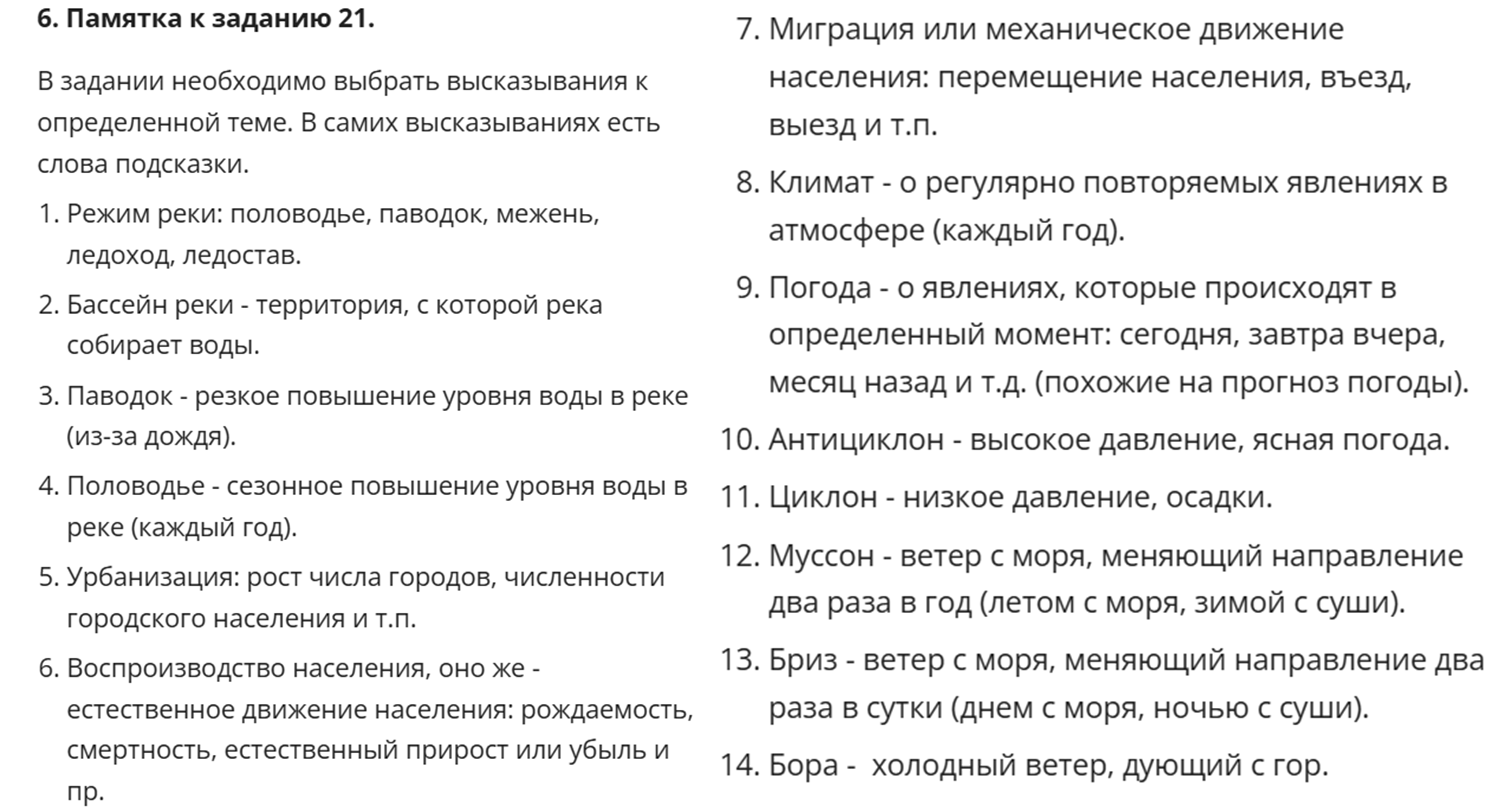 6. Памятка к заданию 21.
В задании необходимо выбрать высказывания к
определенной теме. В самих высказываниях есть
слова подсказки.
1. Режим реки: половодье, паводок, межень,
ледоход, ледостав.
2. Бассейн реки - территория, с которой река
собирает воды.
3. Паводок - резкое повышение уровня воды в реке
(из-за дождя).
4. Половодье - сезонное повышение уровня воды в
реке (каждый год).
5. Урбанизация: рост числа городов, численности
городского населения и т.п.
6. Воспроизводство населения, оно же -
естественное движение населения: рождаемость,
смертность, естественный прирост или убыль и
пр.
7. Миграция или механическое движение
населения: перемещение населения, въезд,
выезд и т.п.
8. Климат - о регулярно повторяемых явлениях в
атмосфере (каждый год).
9. Погода - о явлениях, которые происходят в
определенный момент: сегодня, завтра вчера,
месяц назад и т.д. (похожие на прогноз погоды).
10. Антициклон - высокое давление, ясная погода.
11. Циклон - низкое давление, осадки.
12. Муссон - ветер с моря, меняющий направление
два раза в год (летом с моря, зимой с суши).
13. Бриз - ветер с моря, меняющий направление два
раза в сутки (днем с моря, ночью с суши).
14. Бора - холодный ветер, дующий с гор.